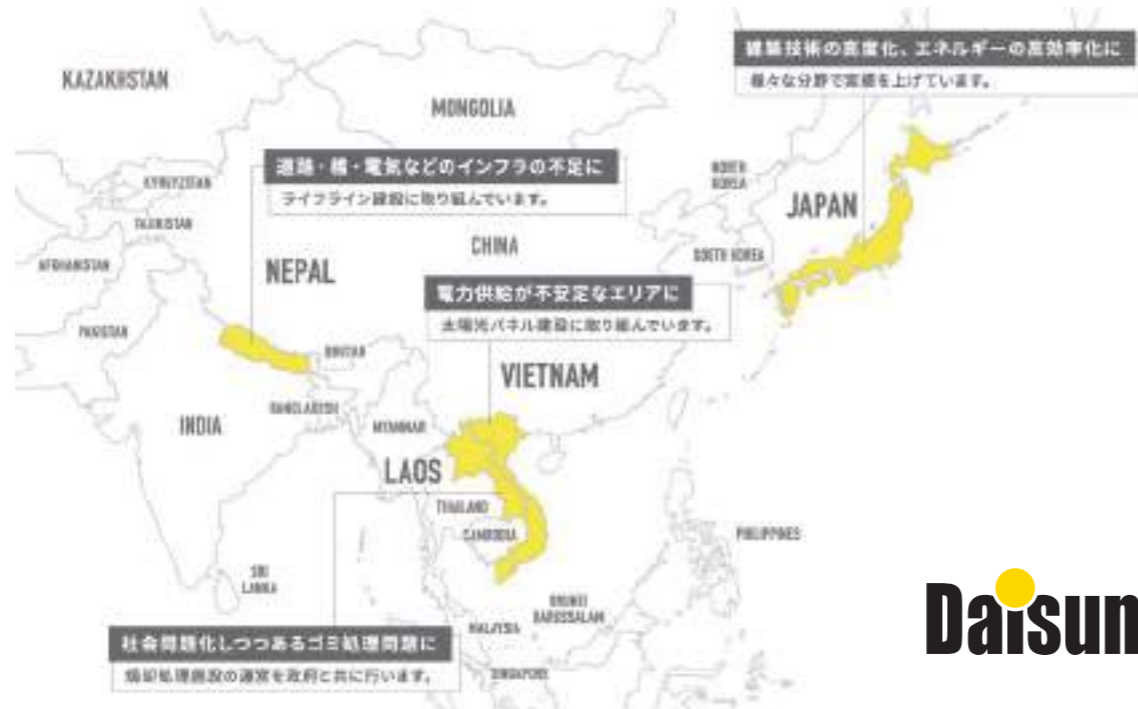 建築技術の高度化、エネルギーの高効率化に
様々な分野で実績を上げています。
KAZAKHSTAN
MONGOLIA
道路・橋・電気などのインフラの不足に
ライフライン建設に取り組んでいます。
KYRGYZSTAN
NORTH
KOREA
JAPAN
TAJIKISTAN
CHINA
SOUTH KOREA
AFGHANISTAN
NEPAL
電力供給が不安定なエリアに
太陽光パネル建設に取り組んでいます。
PAKISTAN
BHUTAN
VIETNAM
BANGLADESH
INDIA
MYANMAR
LAOS
THAILAND
CAMBODIA
PHILIPPINES
SRI
LANKA
BRUNEI
DARUSSALAM
MALAYSIA
社会問題化しつつあるゴミ処理問題に
焼却処理施設の運営を政府と共に行います。
SINGAPORE
Daisun